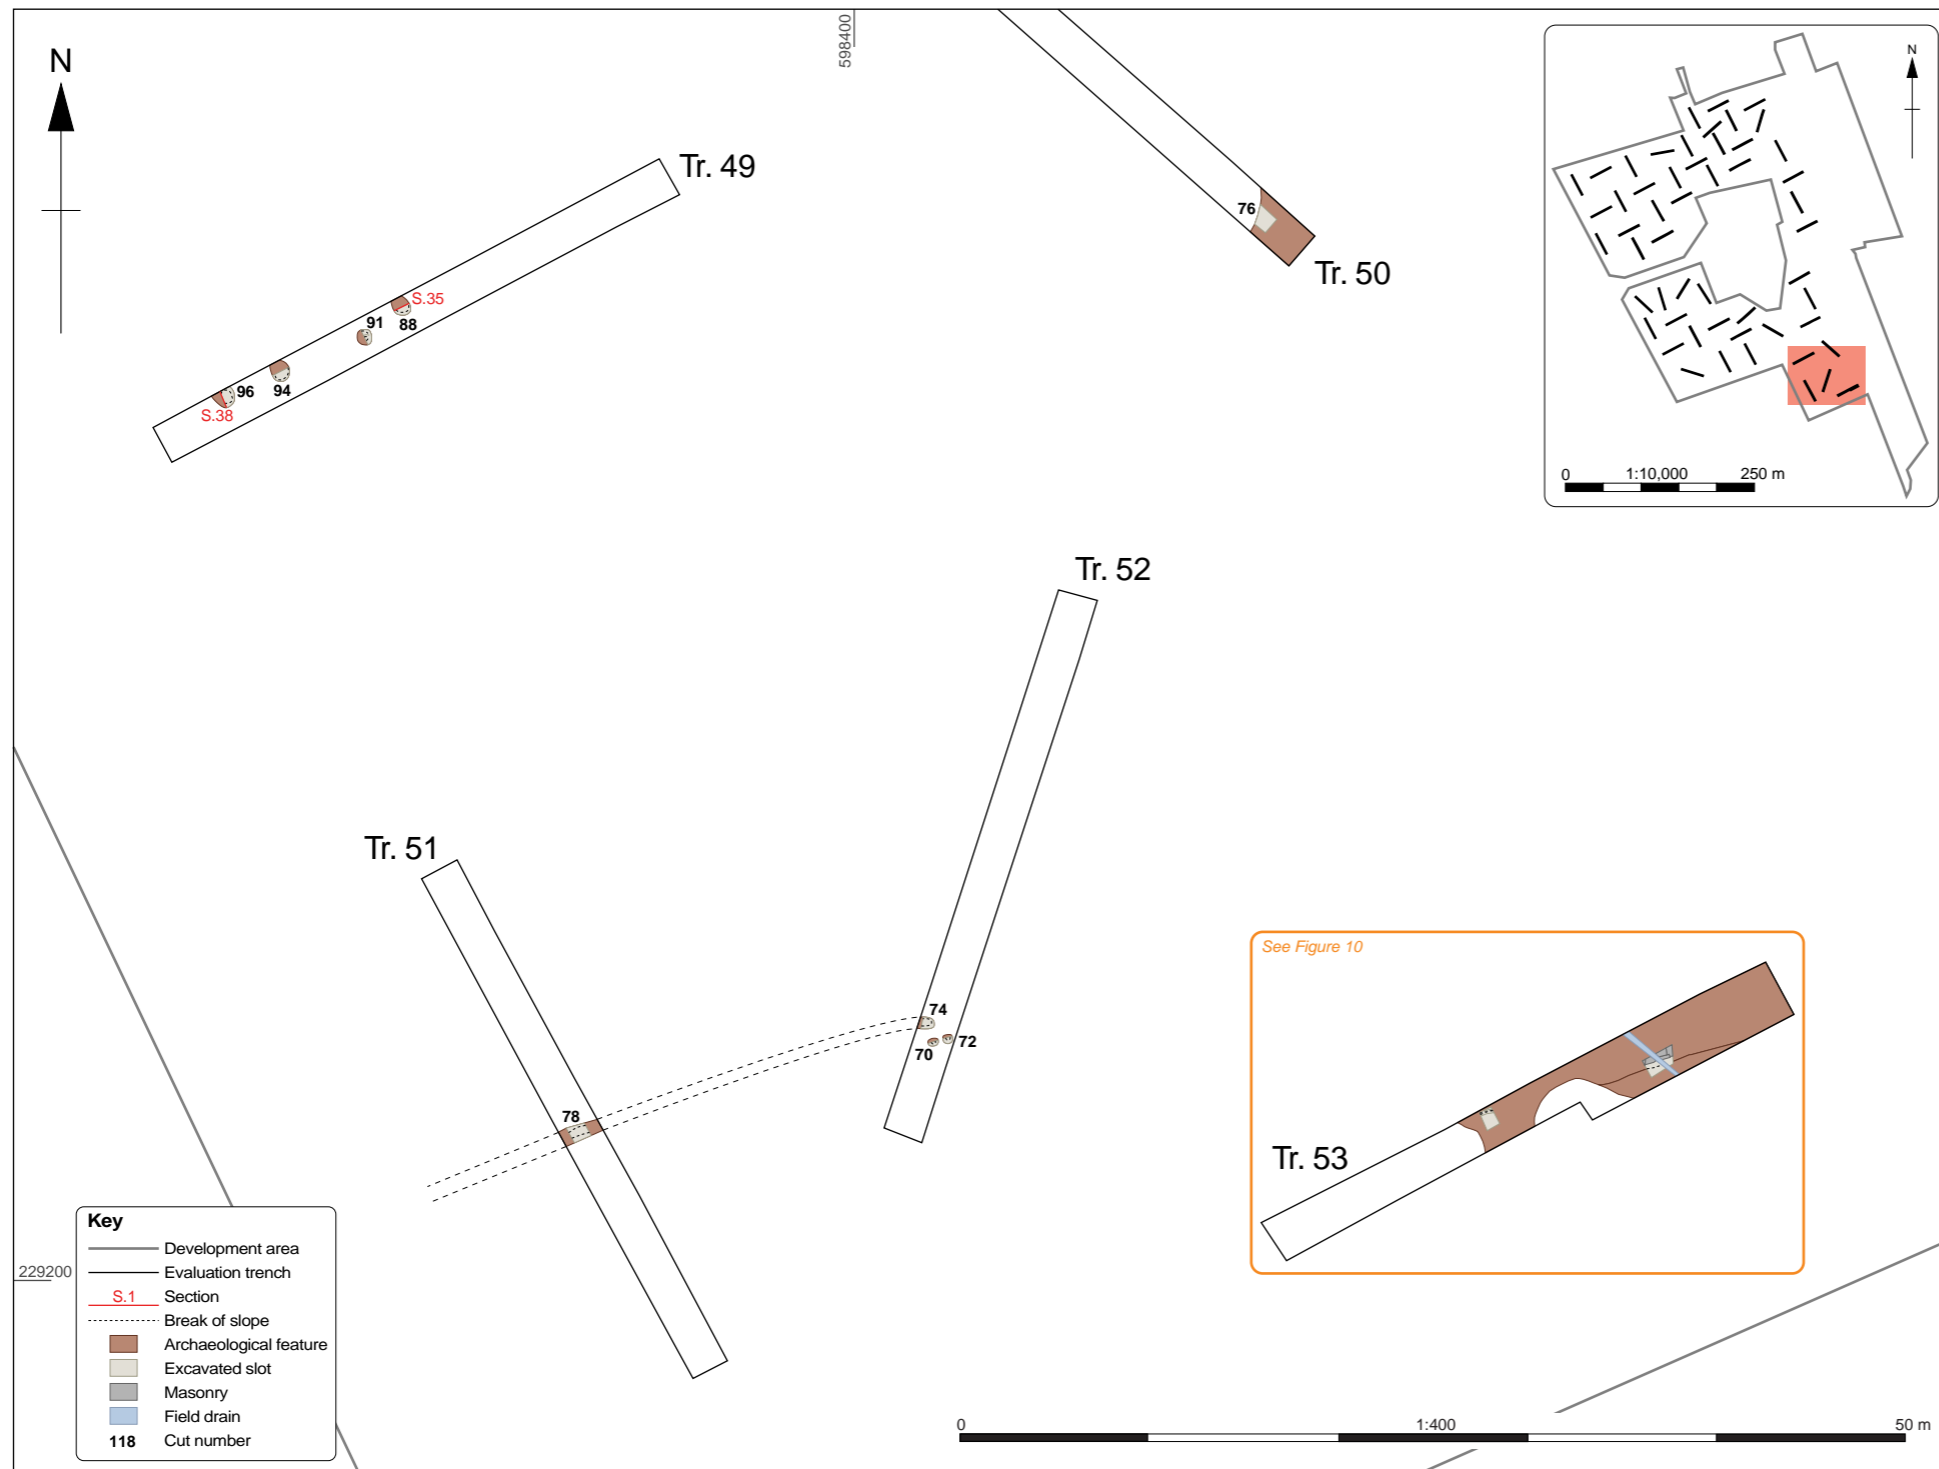 598400
N
Tr. 49
Tr. 50
76
S.35
91
88
96
94
S.38
N
0 1:10,000 250 m
Tr. 52
Tr. 51
74
72
70
78
See Figure 10
Tr. 53
229200
Key
Development area
Evaluation trench
S.1 Section
Break of slope
Archaeological feature
Excavated slot
Masonry
Field drain
118 Cut number
0 1:400 50 m